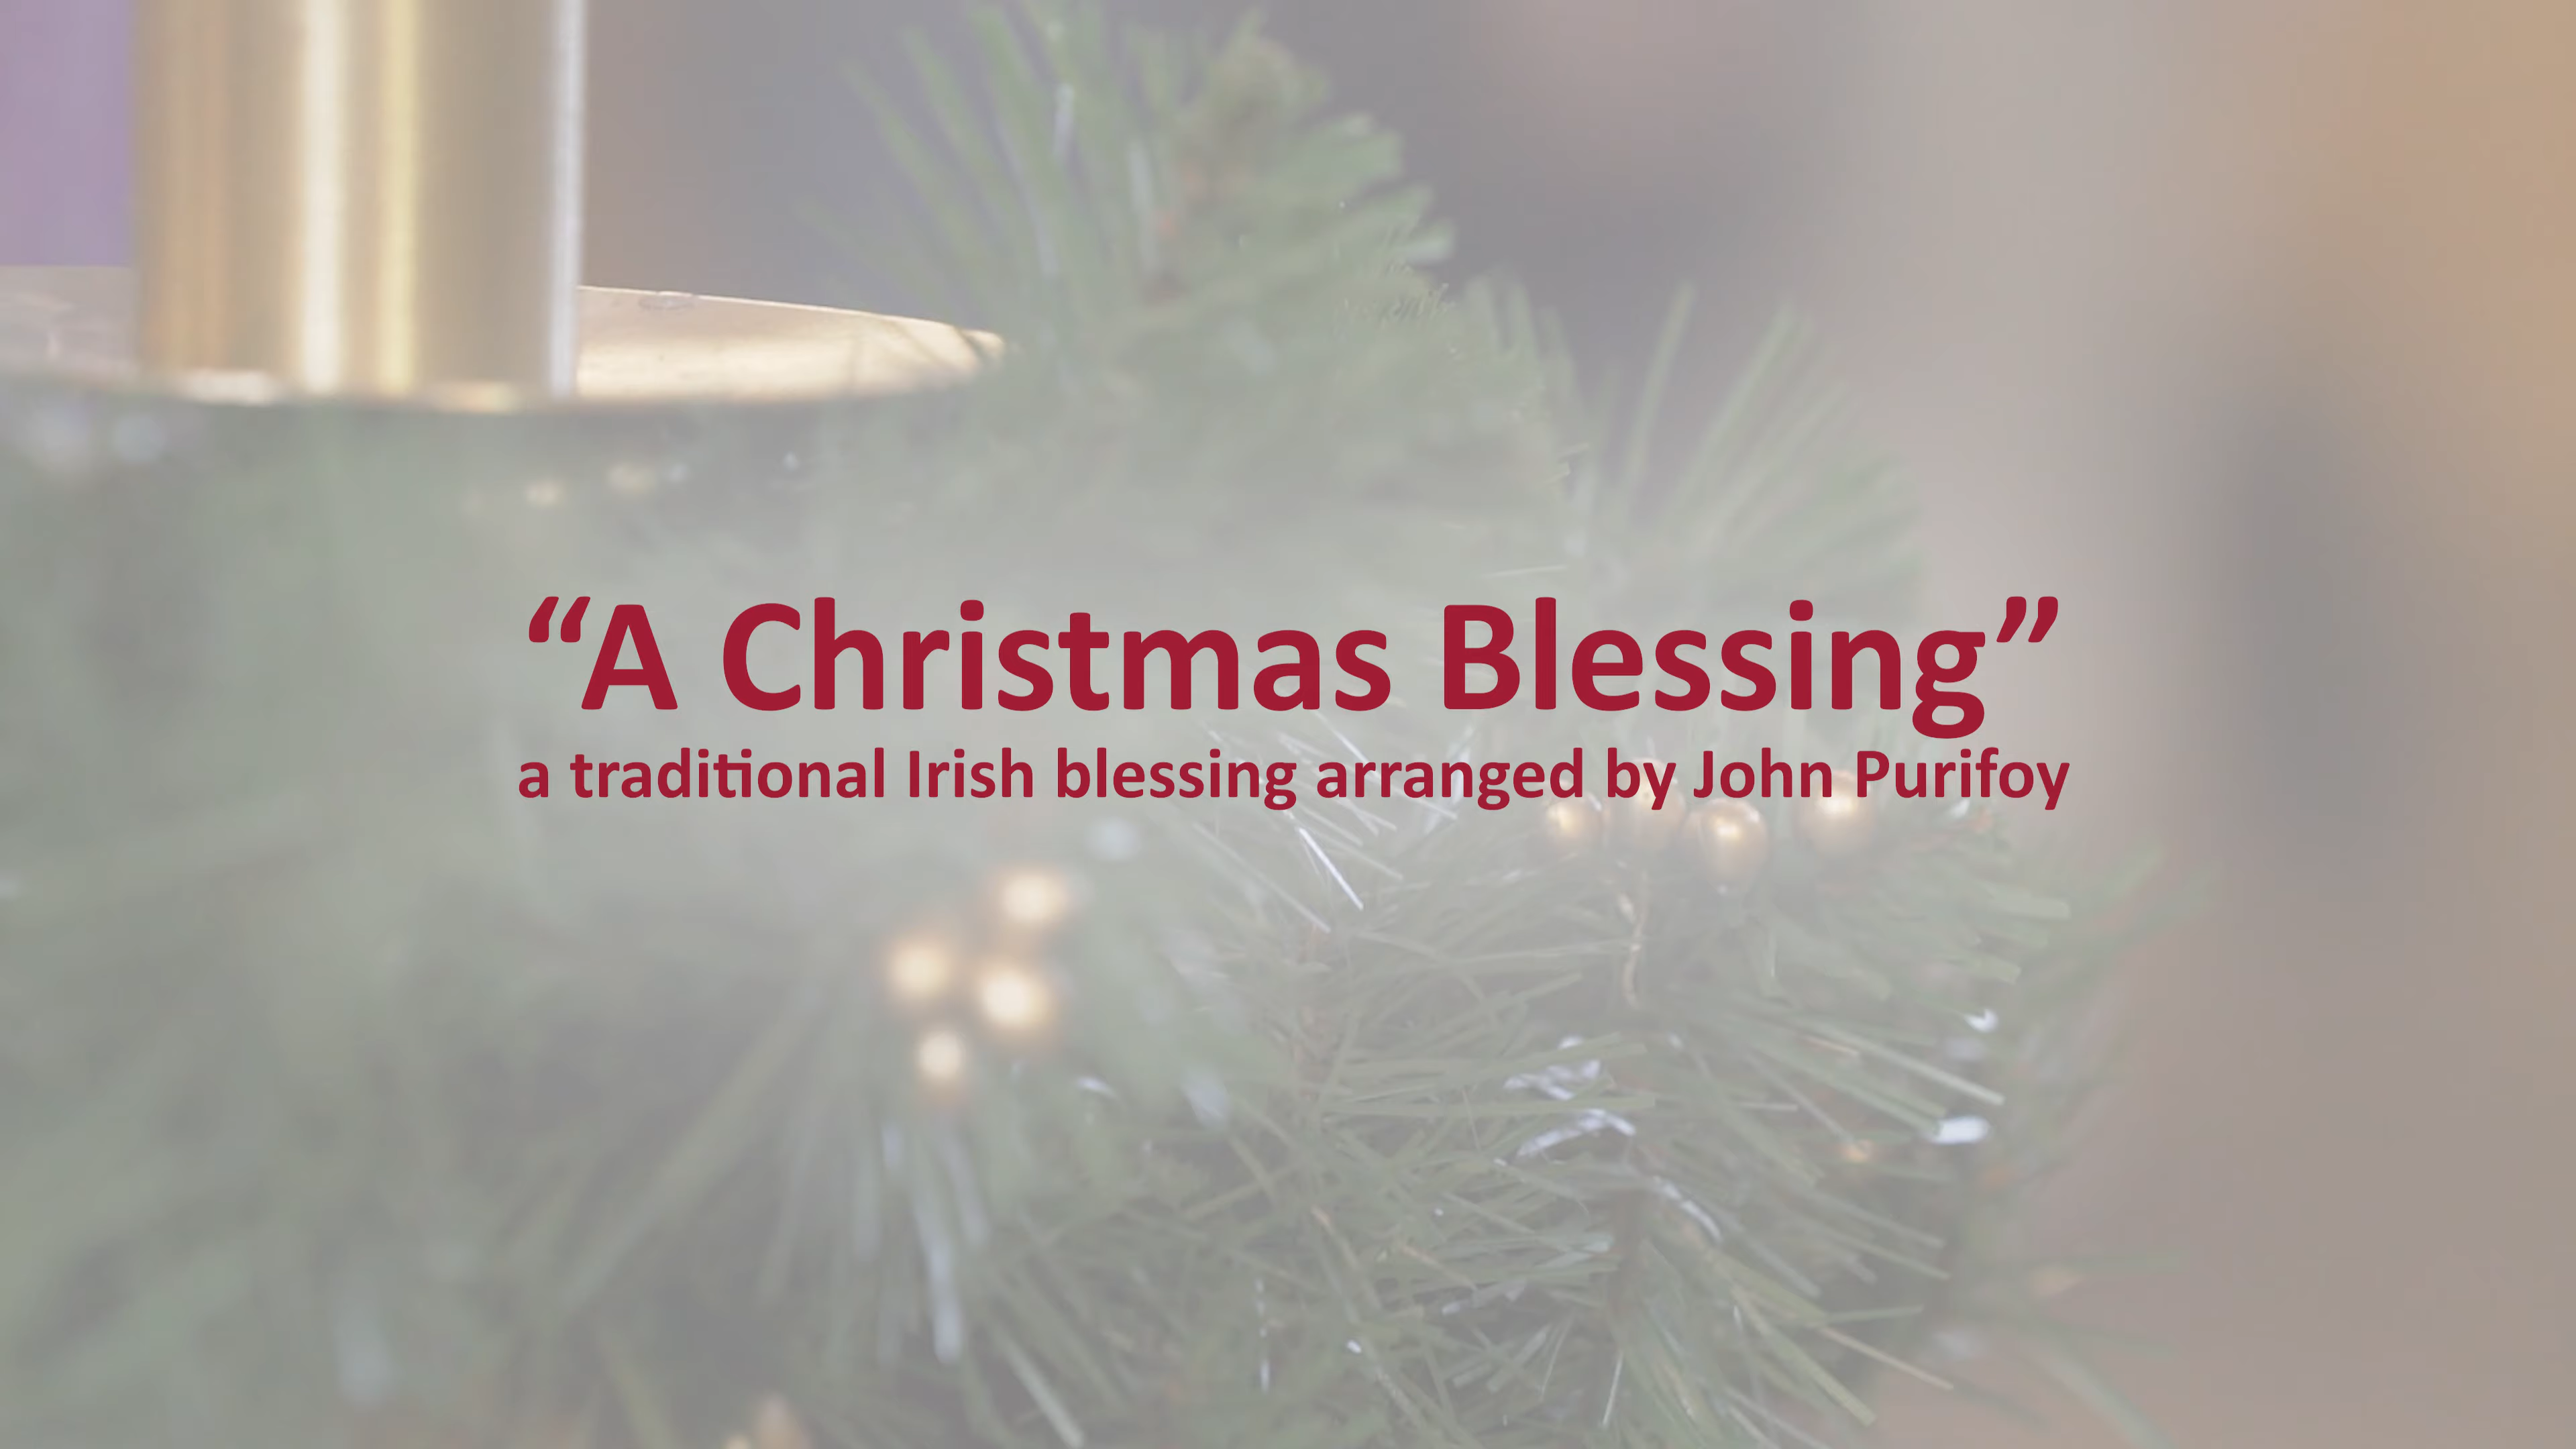 “A Christmas Blessing”
a traditional Irish blessing arranged by John Purifoy